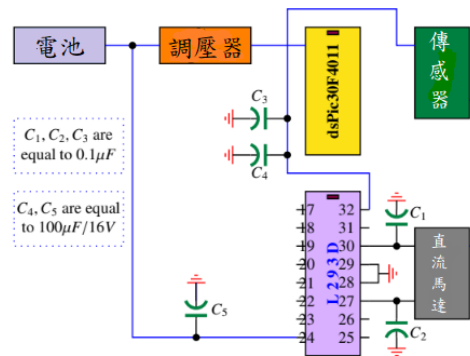 電池
調壓器
dsPic30F4011
傳感器
C3
C4
C1, C2, C3 are
equal to 0.1μF
C4, C5 are equal
to 100μF/16V
17 32
18 31
19 30
20 29
21 28
22 27
23 26
24 25
L293D
C1
直流馬達
C5
C2